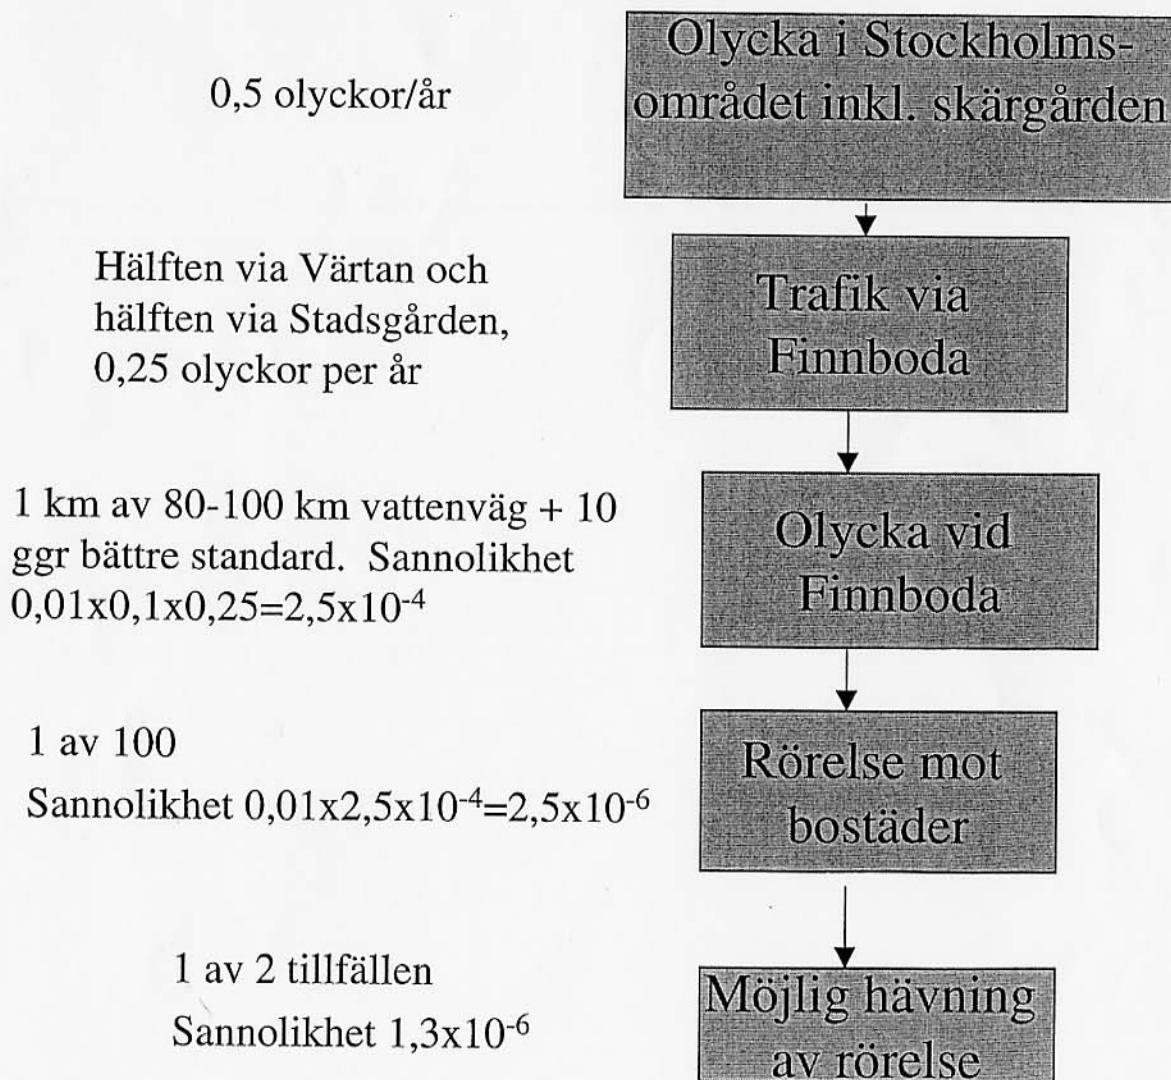 0,5 olyckor/år
Olycka i Stockholms-
området inkl. skärgården
Hälften via Värtan och
hälften via Stadsgården,
0,25 olyckor per år
Trafik via
Finnboda
1 km av 80-100 km vattenväg + 10
ggr bättre standard. Sannolikhet
0,01x0,1x0,25=2,5x10⁻⁴
Olycka vid
Finnboda
1 av 100
Sannolikhet 0,01x2,5x10⁻⁴=2,5x10⁻⁶
Rörelse mot
bostäder
1 av 2 tillfällen
Sannolikhet 1,3x10⁻⁶
Möjlig hävning
av rörelse